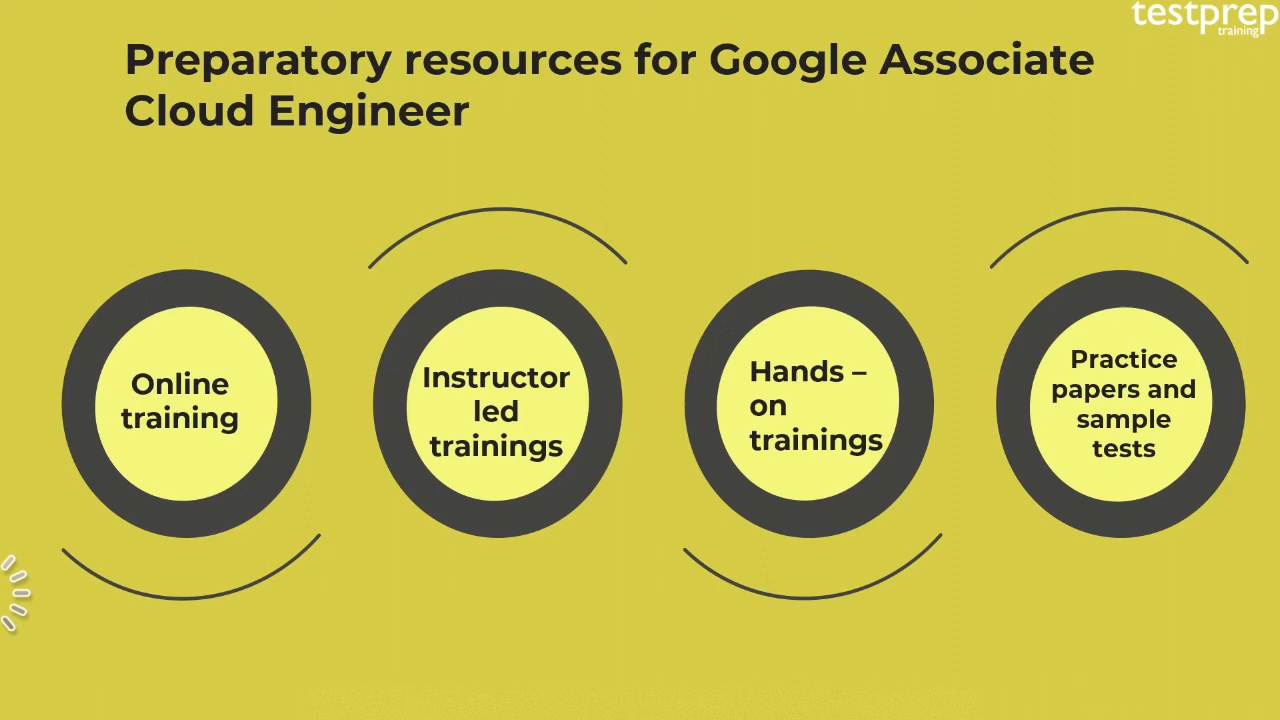 testprep
training
Preparatory resources for Google Associate
Cloud Engineer
Online
training
Instructor
led
trainings
Hands –
on
trainings
Practice
papers and
sample
tests